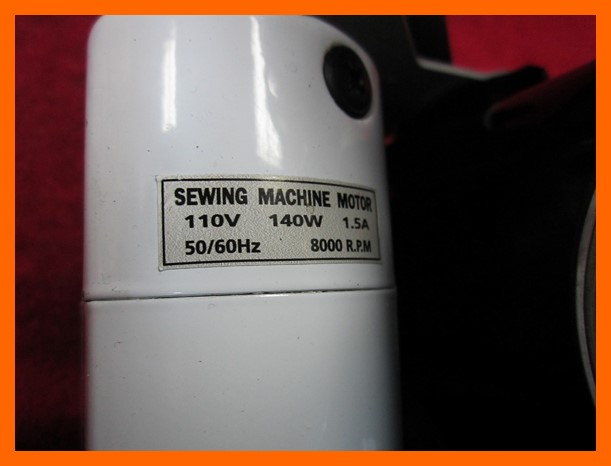 SEWING MACHINE MOTOR
110V 140W 1.5A
50/60Hz 8000 R.P.M